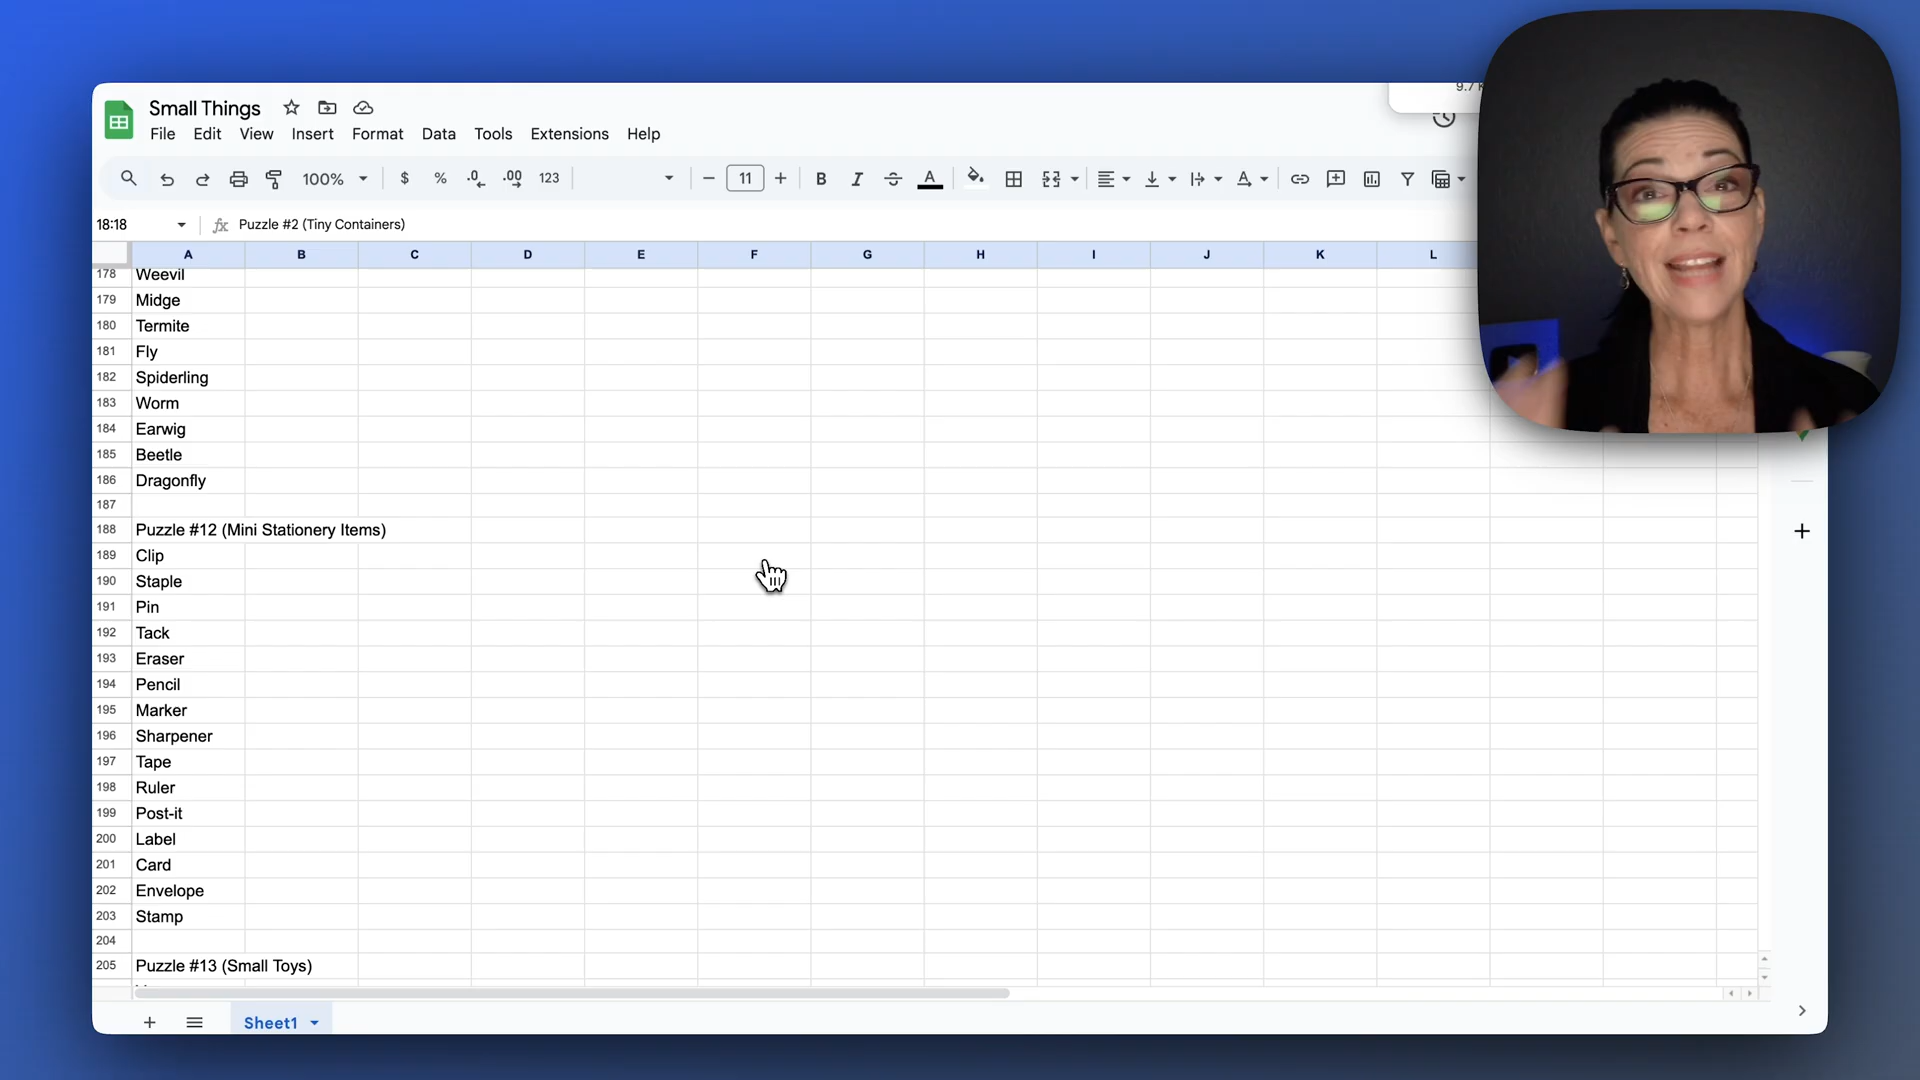 Small Things
9.7 K
File Edit View Insert Format Data Tools Extensions Help
100% $ % .0 .00 123 11 B I A
18:18 fx Puzzle #2 (Tiny Containers)
A B C D E F G H I J K L
178 Weevil
179 Midge
180 Termite
181 Fly
182 Spiderling
183 Worm
184 Earwig
185 Beetle
186 Dragonfly
187
188 Puzzle #12 (Mini Stationery Items)
189 Clip
190 Staple
191 Pin
192 Tack
193 Eraser
194 Pencil
195 Marker
196 Sharpener
197 Tape
198 Ruler
199 Post-it
200 Label
201 Card
202 Envelope
203 Stamp
204
205 Puzzle #13 (Small Toys)
Sheet1